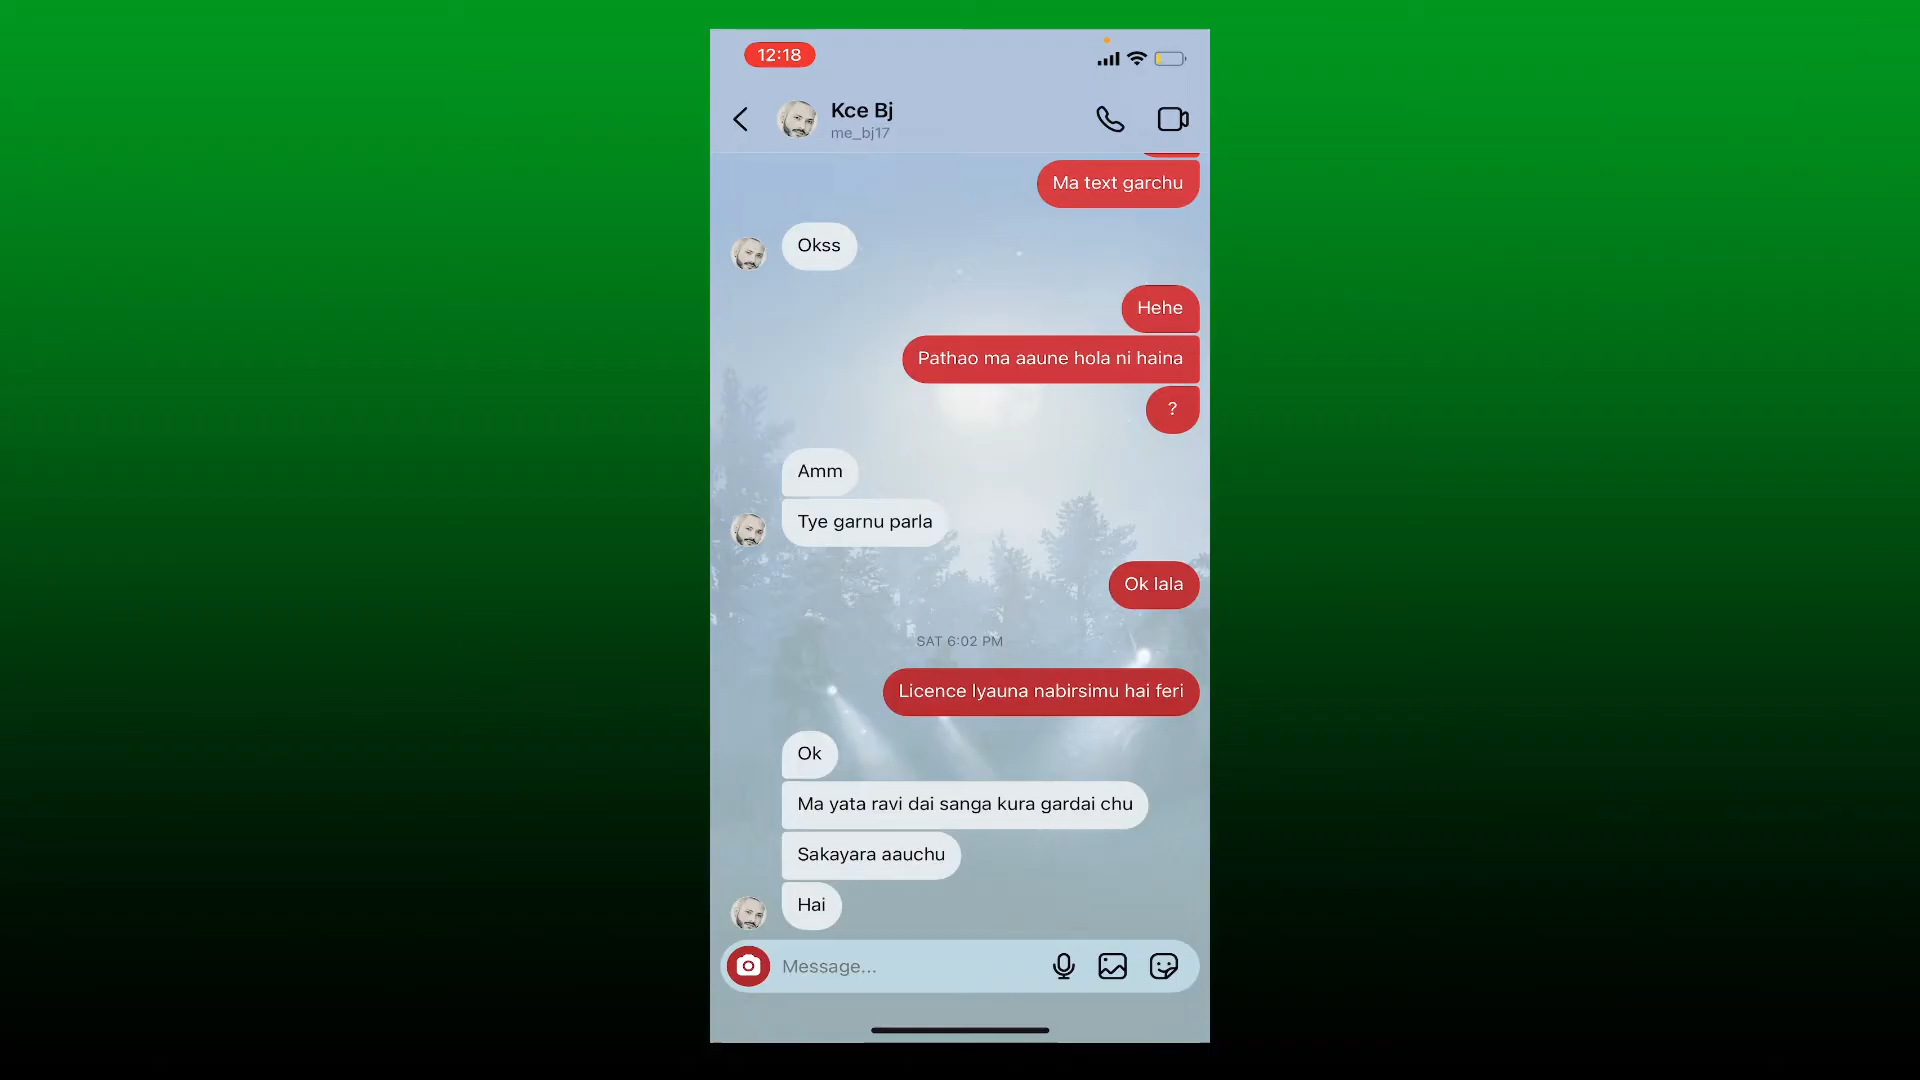 12:18
Kce Bj
me_bj17
Ma text garchu
Okss
Hehe
Pathao ma aaune hola ni haina
?
Amm
Tye garnu parla
Ok lala
SAT 6:02 PM
Licence lyauna nabirsimu hai feri
Ok
Ma yata ravi dai sanga kura gardai chu
Sakayara aauchu
Hai
Message...